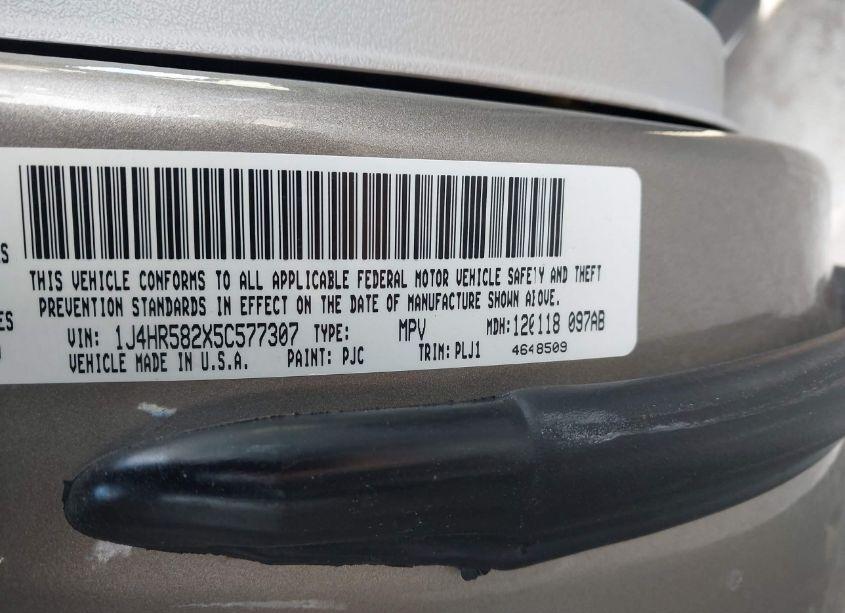 S
THIS VEHICLE CONFORMS TO ALL APPLICABLE FEDERAL MOTOR VEHICLE SAFETY AND THEFT
ES PREVENTION STANDARDS IN EFFECT ON THE DATE OF MANUFACTURE SHOWN ABOVE.
VIN: 1J4HR582X5C577307 TYPE: MPV MDH: 120118 097AB
VEHICLE MADE IN U.S.A. PAINT: PJC TRIM: PLJ1 4648509